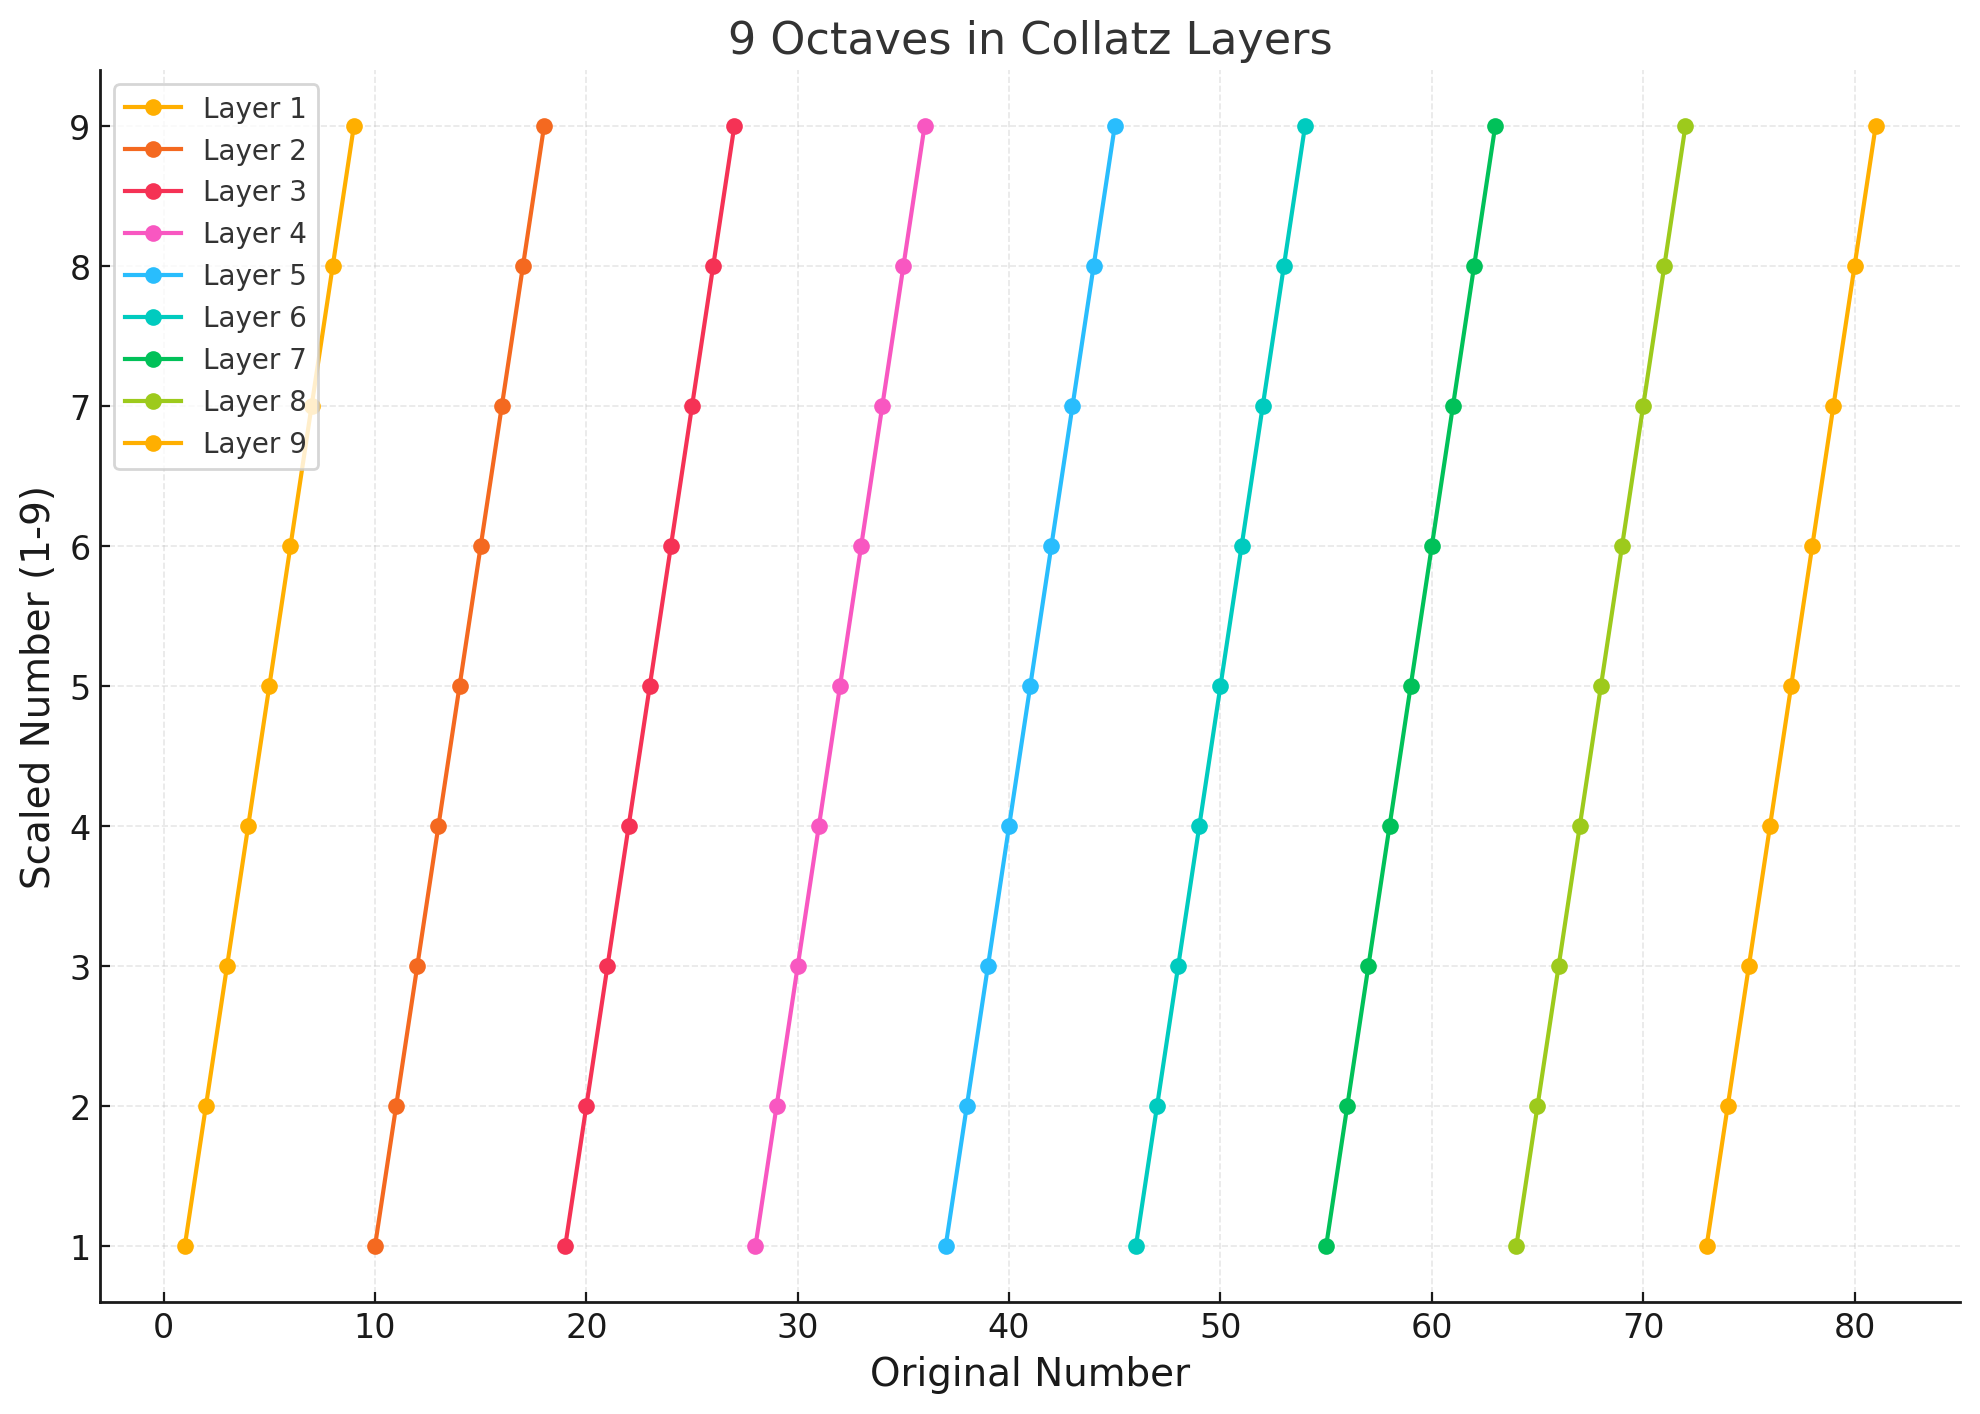 9 Octaves in Collatz Layers
Layer 1
Layer 2
Layer 3
Layer 4
Layer 5
Layer 6
Layer 7
Layer 8
Layer 9
Scaled Number (1-9)
9
8
7
6
5
4
3
2
1
0 10 20 30 40 50 60 70 80
Original Number